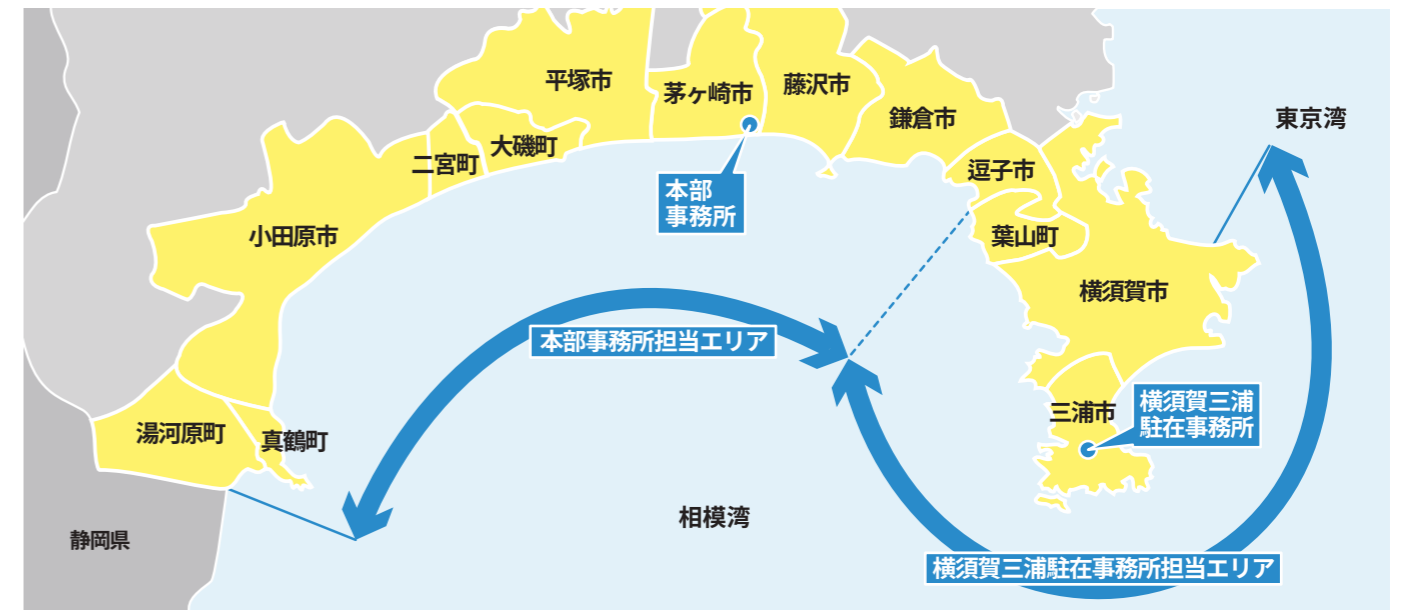 平塚市
茅ヶ崎市
藤沢市
鎌倉市
東京湾
二宮町
大磯町
逗子市
本部
事務所
小田原市
葉山町
横須賀市
本部事務所担当エリア
湯河原町
真鶴町
三浦市
横須賀三浦
駐在事務所
相模湾
静岡県
横須賀三浦駐在事務所担当エリア